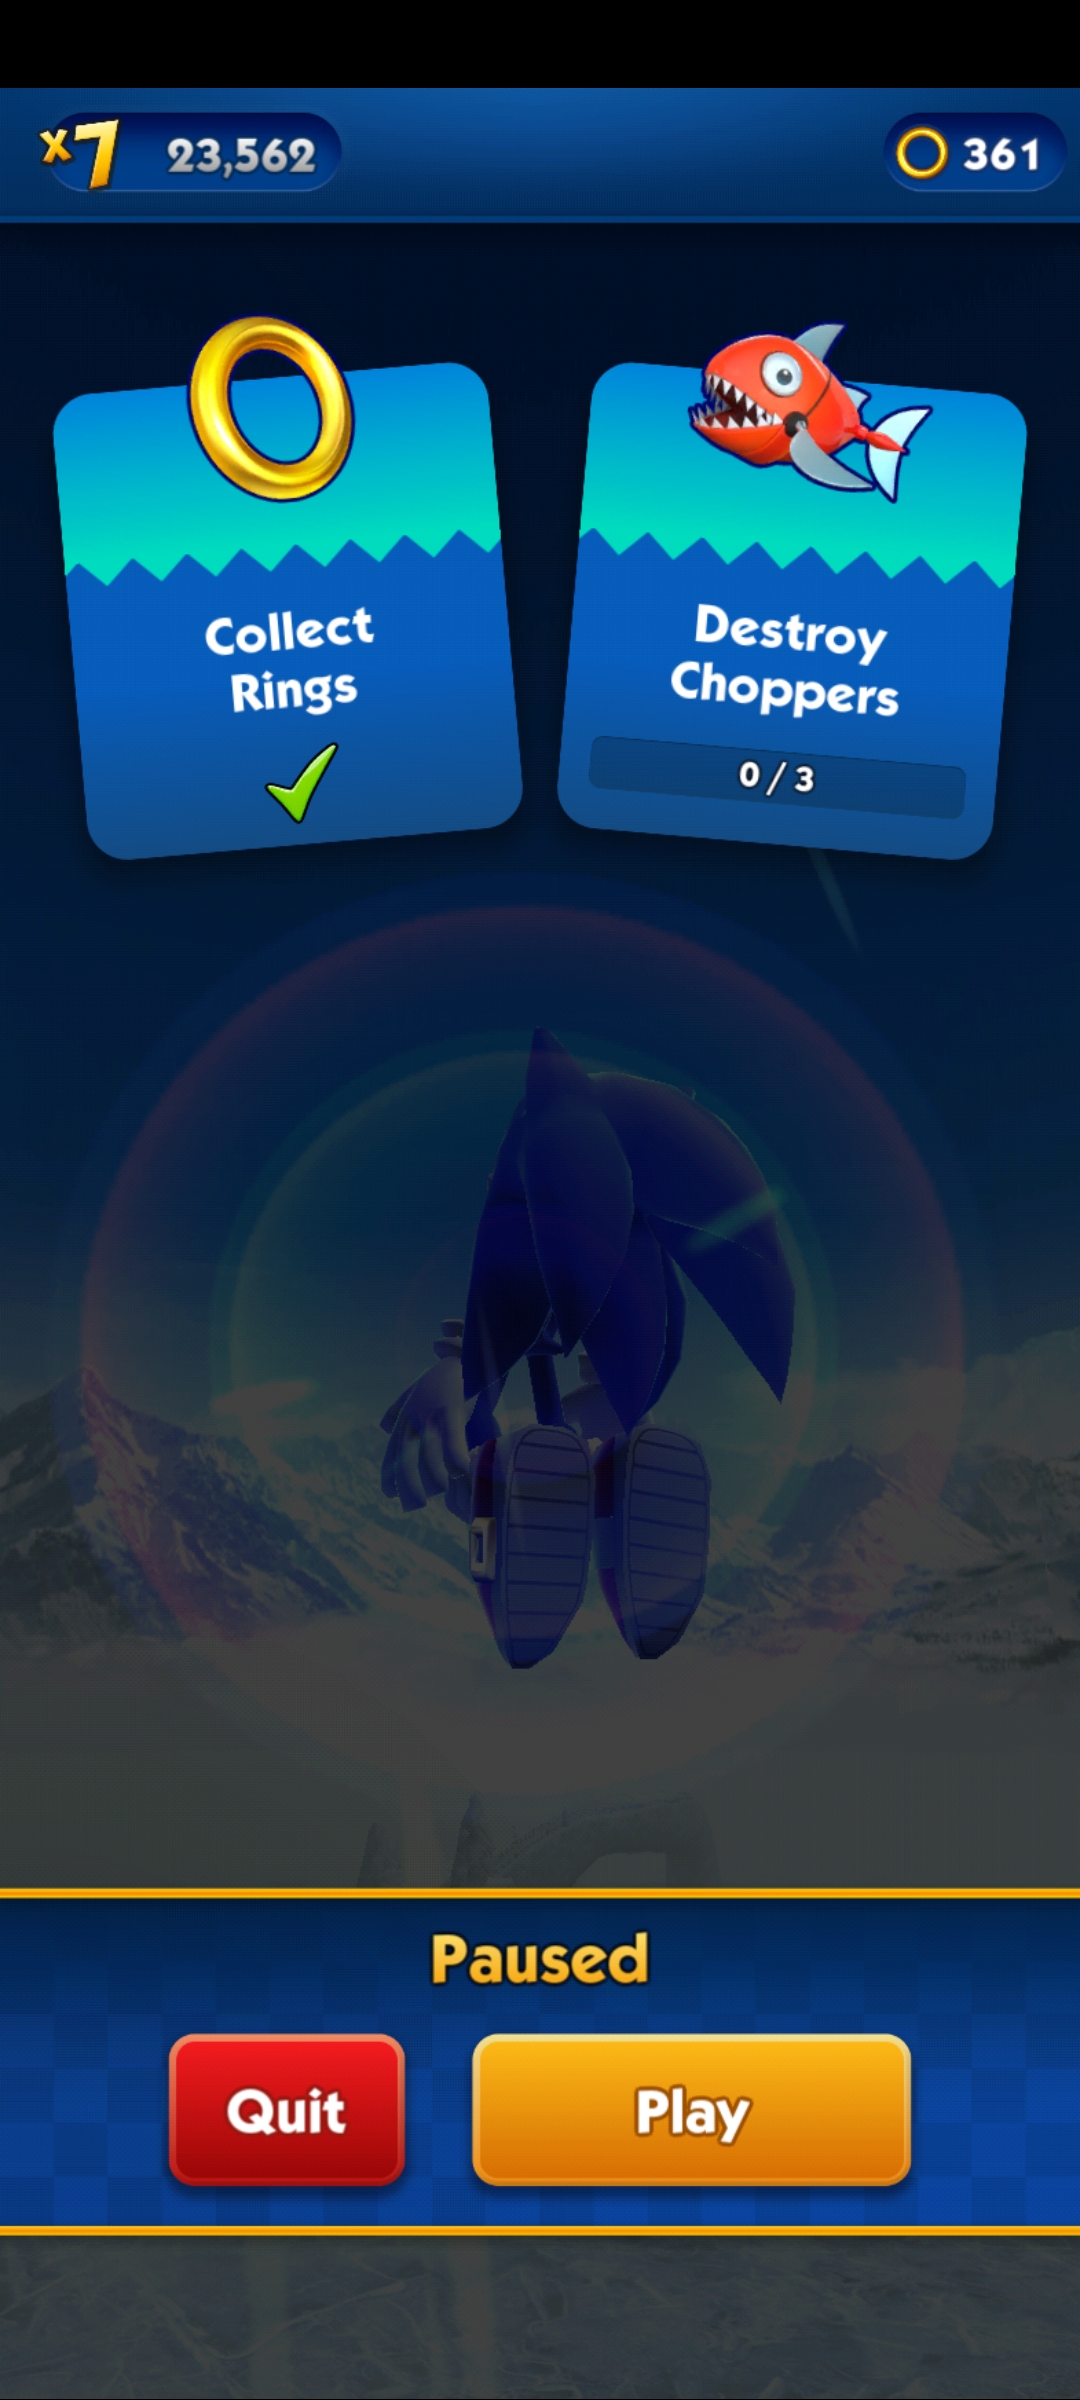 x7 23,562 361
Collect
Rings
Destroy
Choppers
0/3
Paused
Quit
Play